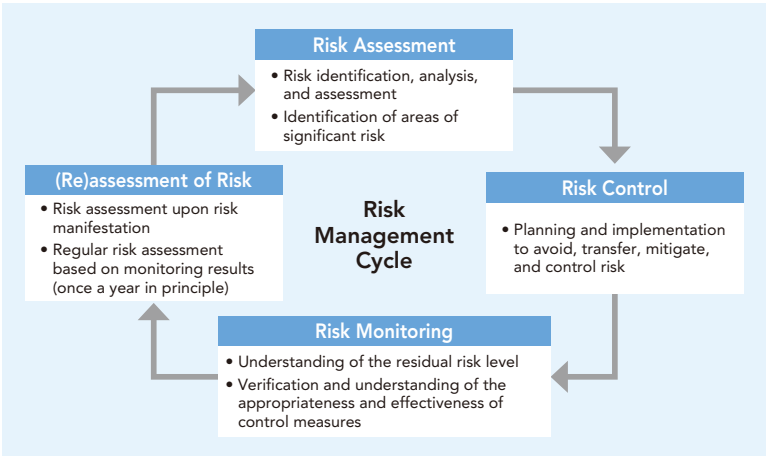 Risk Assessment
• Risk identification, analysis,
and assessment
• Identification of areas of
significant risk
(Re)assessment of Risk
• Risk assessment upon risk
manifestation
• Regular risk assessment
based on monitoring results
(once a year in principle)
Risk
Management
Cycle
Risk Control
• Planning and implementation
to avoid, transfer, mitigate,
and control risk
Risk Monitoring
• Understanding of the residual risk level
• Verification and understanding of the
appropriateness and effectiveness of
control measures